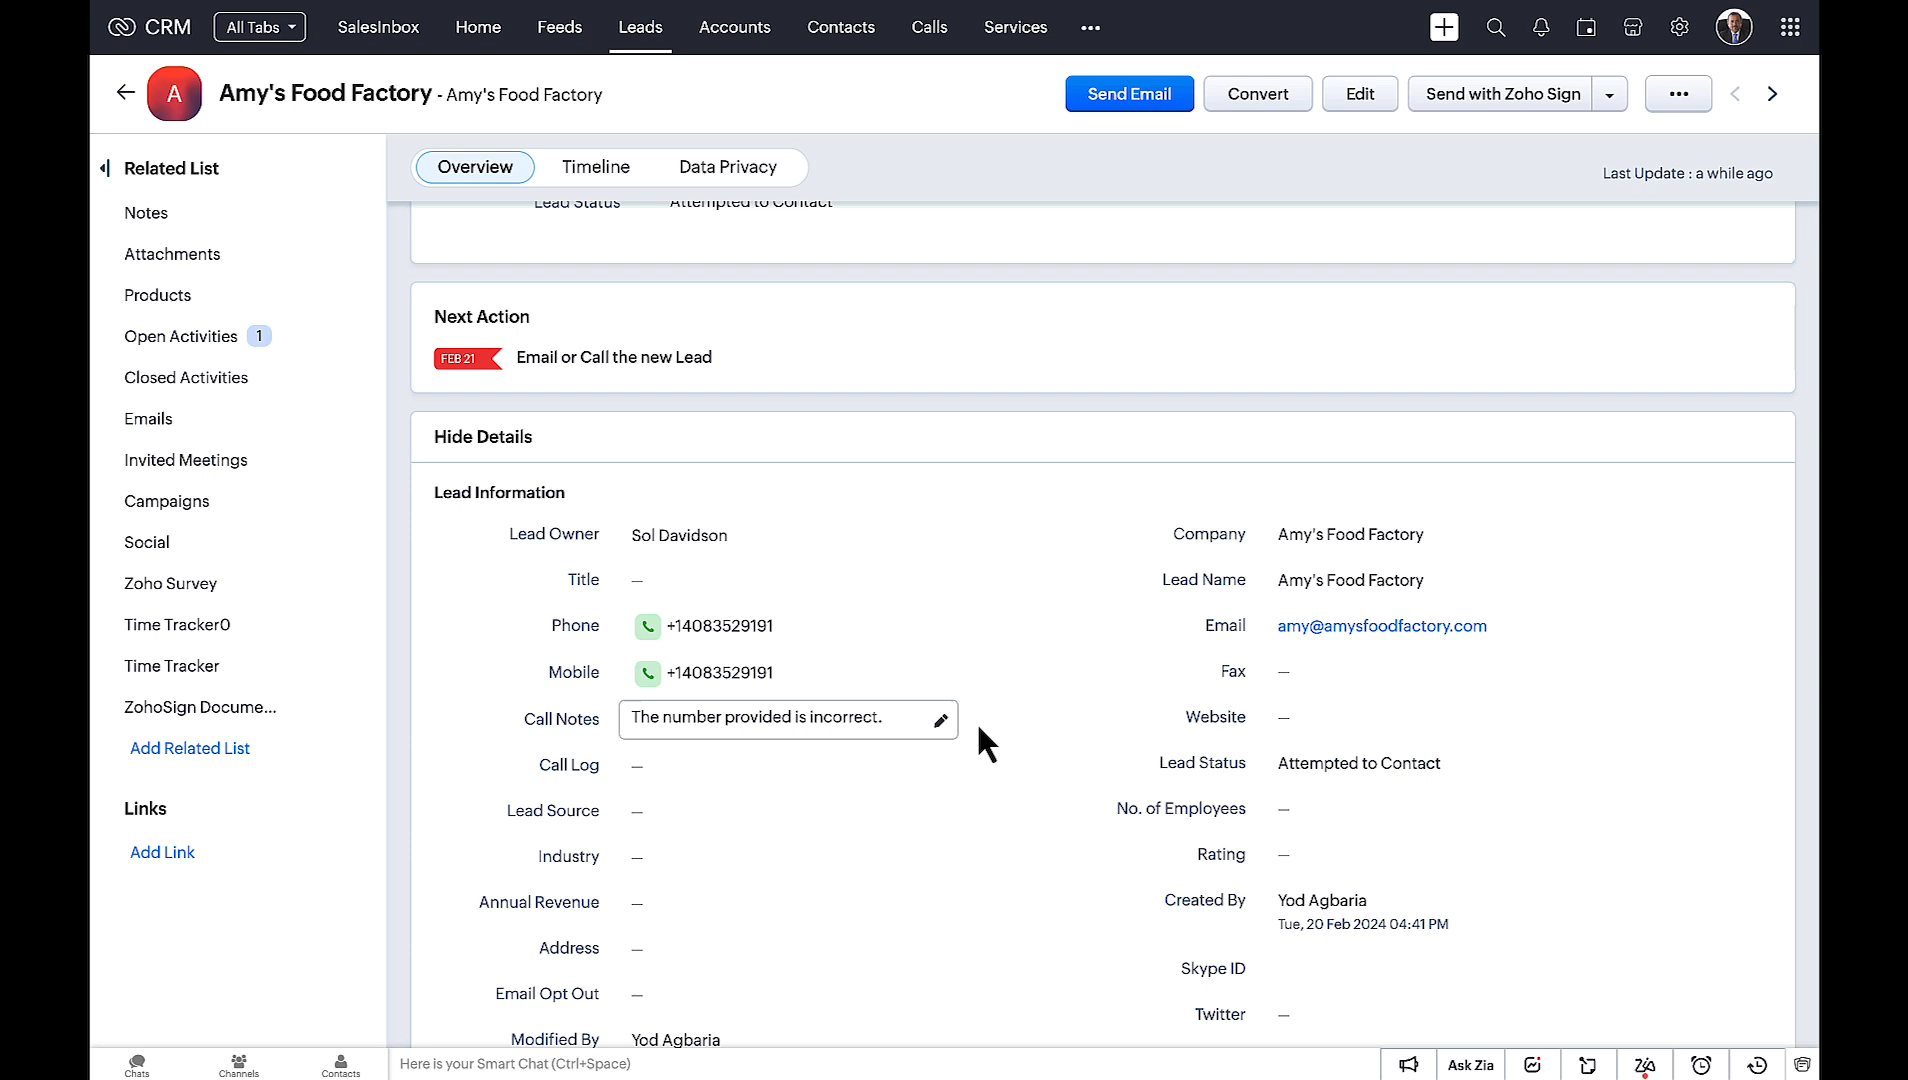 CRM All Tabs SalesInbox Home Feeds Leads Accounts Contacts Calls Services
A Amy's Food Factory - Amy's Food Factory Send Email Convert Edit Send with Zoho Sign
Related List
Notes
Attachments
Products
Open Activities 1
Closed Activities
Emails
Invited Meetings
Campaigns
Social
Zoho Survey
Time Tracker0
Time Tracker
ZohoSign Docume...
Add Related List
Links
Add Link
Overview Timeline Data Privacy
Last Update : a while ago
Lead Status Attempted to Contact
Next Action
FEB 21 Email or Call the new Lead
Hide Details
Lead Information
Lead Owner Sol Davidson
Title —
Phone +14083529191
Mobile +14083529191
Call Notes The number provided is incorrect.
Call Log —
Lead Source —
Industry —
Annual Revenue —
Address —
Email Opt Out —
Modified By Yod Agbaria
Company Amy's Food Factory
Lead Name Amy's Food Factory
Email amy@amysfoodfactory.com
Fax —
Website —
Lead Status Attempted to Contact
No. of Employees —
Rating —
Created By Yod Agbaria
Tue, 20 Feb 2024 04:41 PM
Skype ID
Twitter —
Chats Channels Contacts
Here is your Smart Chat (Ctrl+Space)
Ask Zia